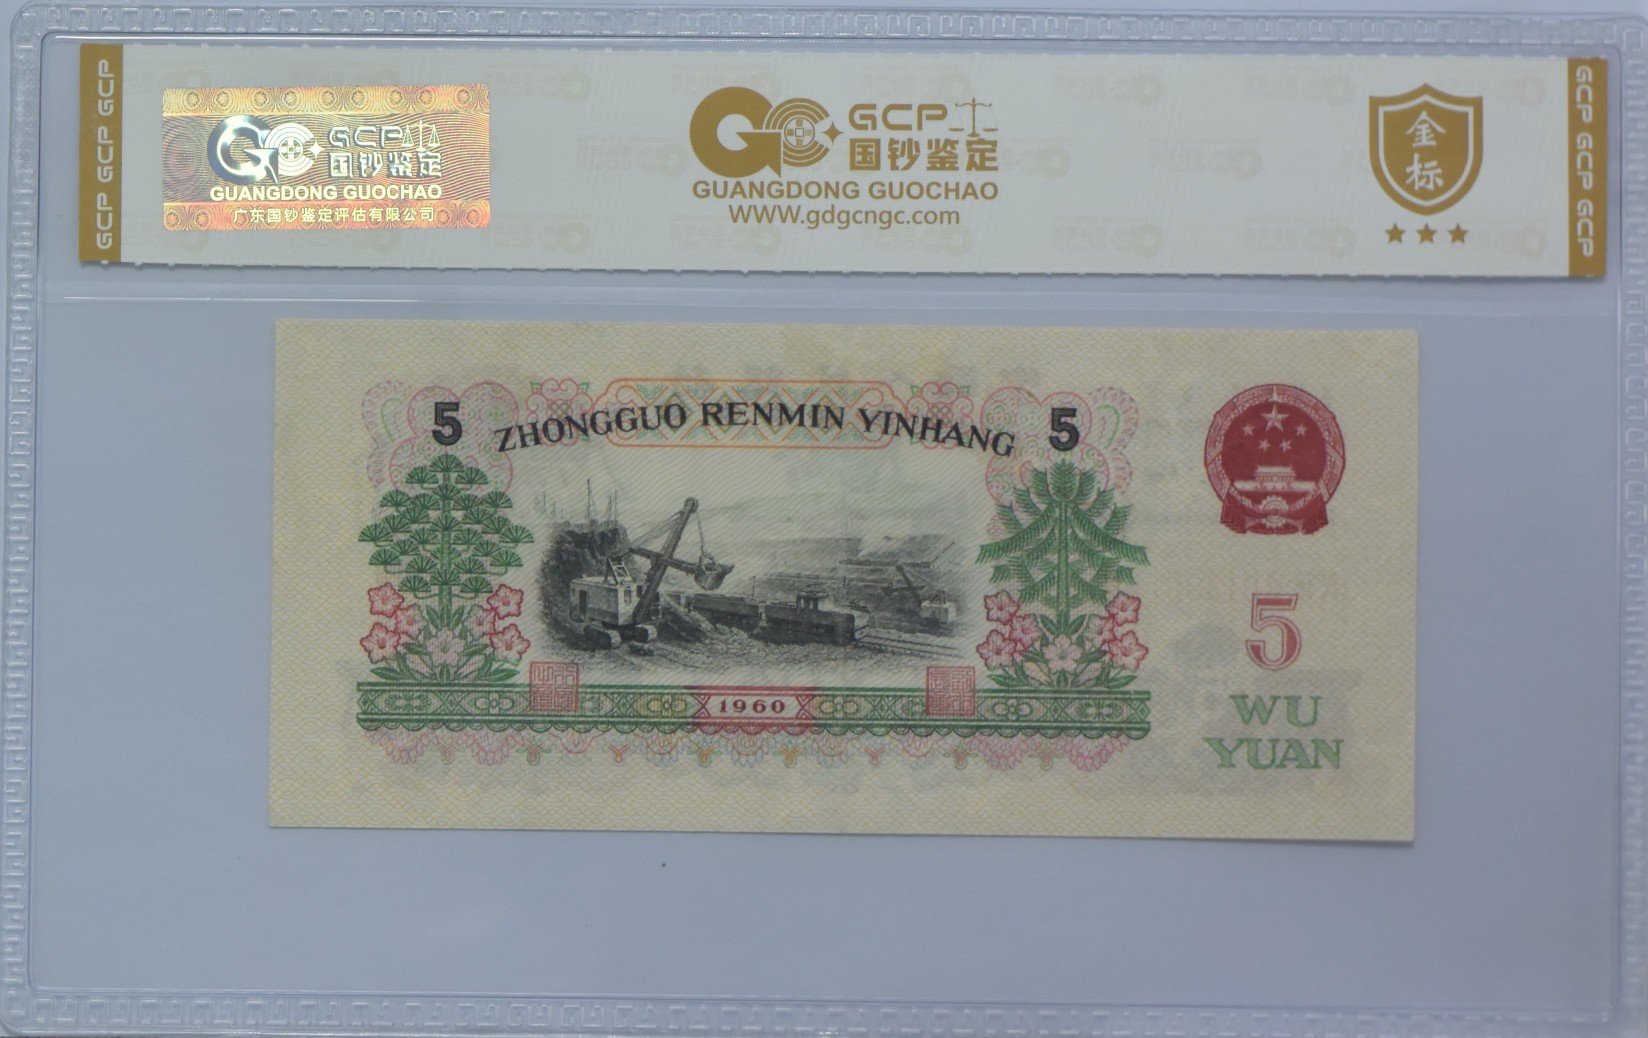 GCP GCP GCP
GCP
国钞鉴定
GUANGDONG GUOCHAO
广东国钞鉴定评估有限公司
GCP
国钞鉴定
GUANGDONG GUOCHAO
WWW.gdgcngc.com
金标
GCP GCP GCP
5
ZHONGGUO RENMIN YINHANG
5
1960
5
WU
YUAN